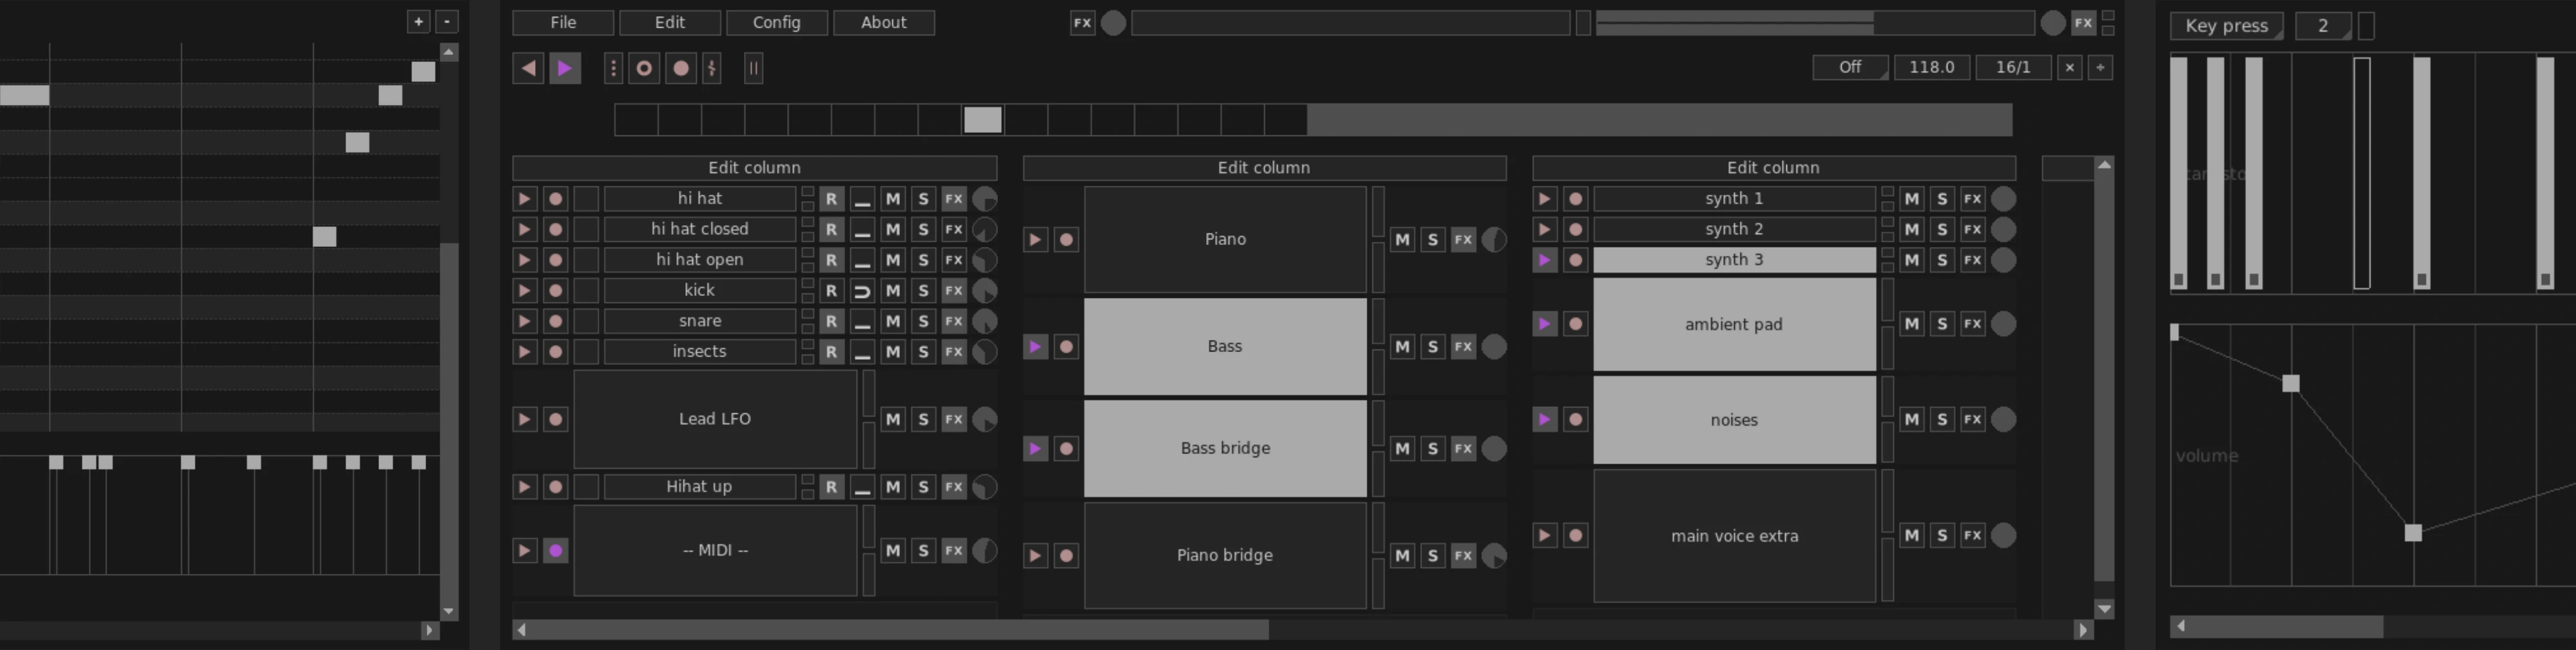 + -
File Edit Config About FX FX
Off 118.0 16/1 × ÷
Edit column
hi hat R M S FX
hi hat closed R M S FX
hi hat open R M S FX
kick R M S FX
snare R M S FX
insects R M S FX
Lead LFO M S FX
Hihat up R M S FX
-- MIDI -- M S FX
Edit column
Piano M S FX
Bass M S FX
Bass bridge M S FX
Piano bridge M S FX
Edit column
synth 1 M S FX
synth 2 M S FX
synth 3 M S FX
ambient pad M S FX
noises M S FX
main voice extra M S FX
Key press 2
volume